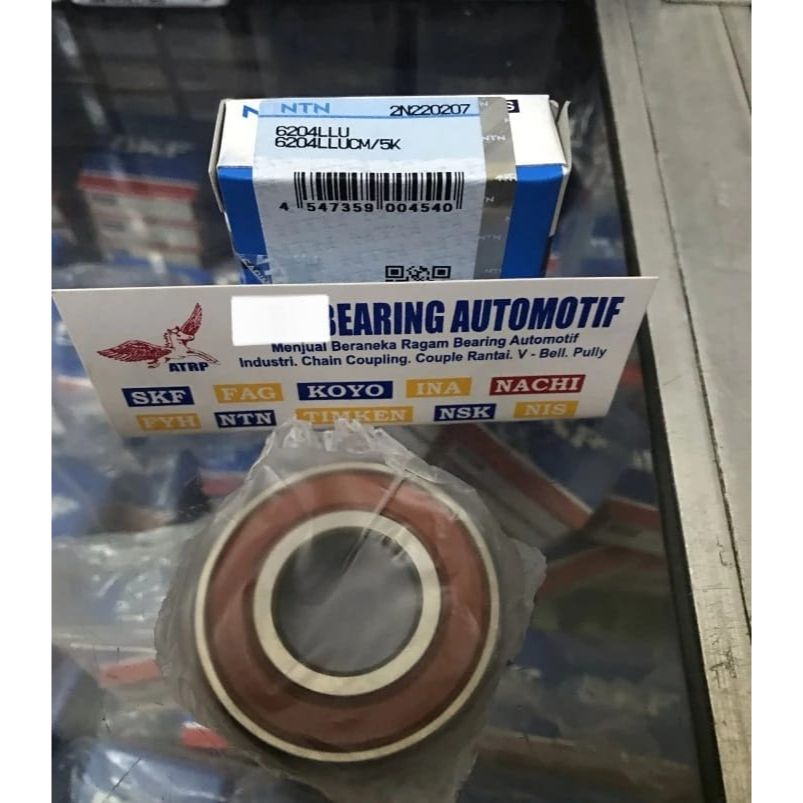 NTN 2N220207
6204LLU
6204LLUCM/5K
4 547359 004540
BEARING AUTOMOTIF
Menjual Beraneka Ragam Bearing Automotif
Industri. Chain Coupling. Couple Rantai. V - Bell. Pully
ATRP
SKF FAG KOYO INA NACHI
FYH NTN TIMKEN NSK NIS